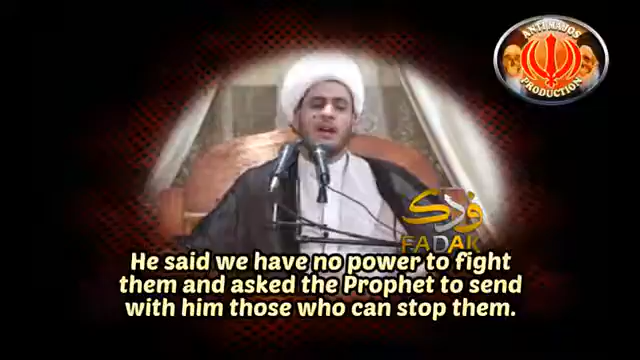 ANTI MAJOS
PRODUCTION
فدك
FADAK
He said we have no power to fight
them and asked the Prophet to send
with him those who can stop them.